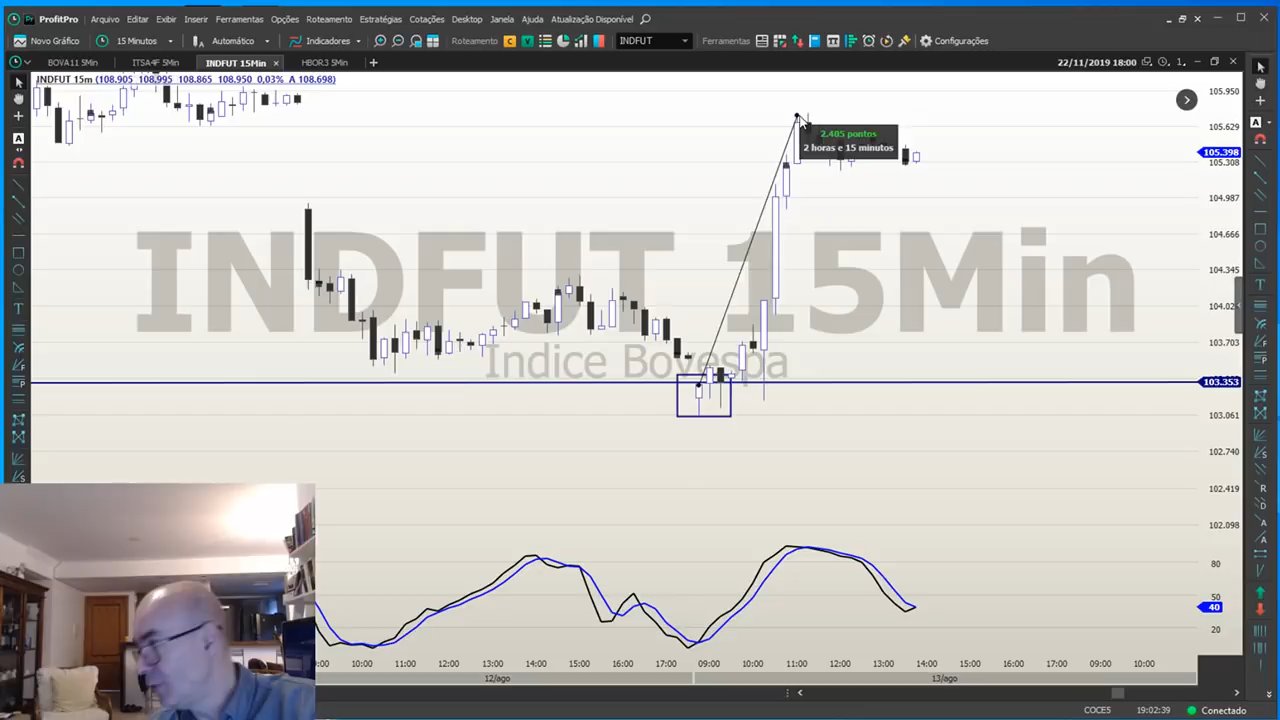 ProfitPro Arquivo Editar Exibir Inserir Ferramentas Opções Roteamento Estratégias Cotações Desktop Janela Ajuda Atualização Disponível
Novo Gráfico 15 Minutos Automático Indicadores Roteamento C V INDFUT Ferramentas Configurações
BOVA11 5Min ITSA4F 5Min INDFUT 15Min HBOR3 5Min 22/11/2019 18:00
INDFUT 15m (108.905 108.995 108.865 108.950 0,03% A 108.698)
105.950
105.629
105.398
105.308
104.987
104.666
104.345
104.024
103.703
103.353
103.061
102.740
102.419
102.098
2.405 pontos
2 horas e 15 minutos
INDFUT 15Min
Indice Bovespa
80
50
40
20
10:00 11:00 12:00 13:00 14:00 15:00 16:00 17:00 09:00 10:00 11:00 12:00 13:00 14:00 15:00 16:00 17:00 10:00
12/ago 13/ago
COCE5 19:02:39 Conectado